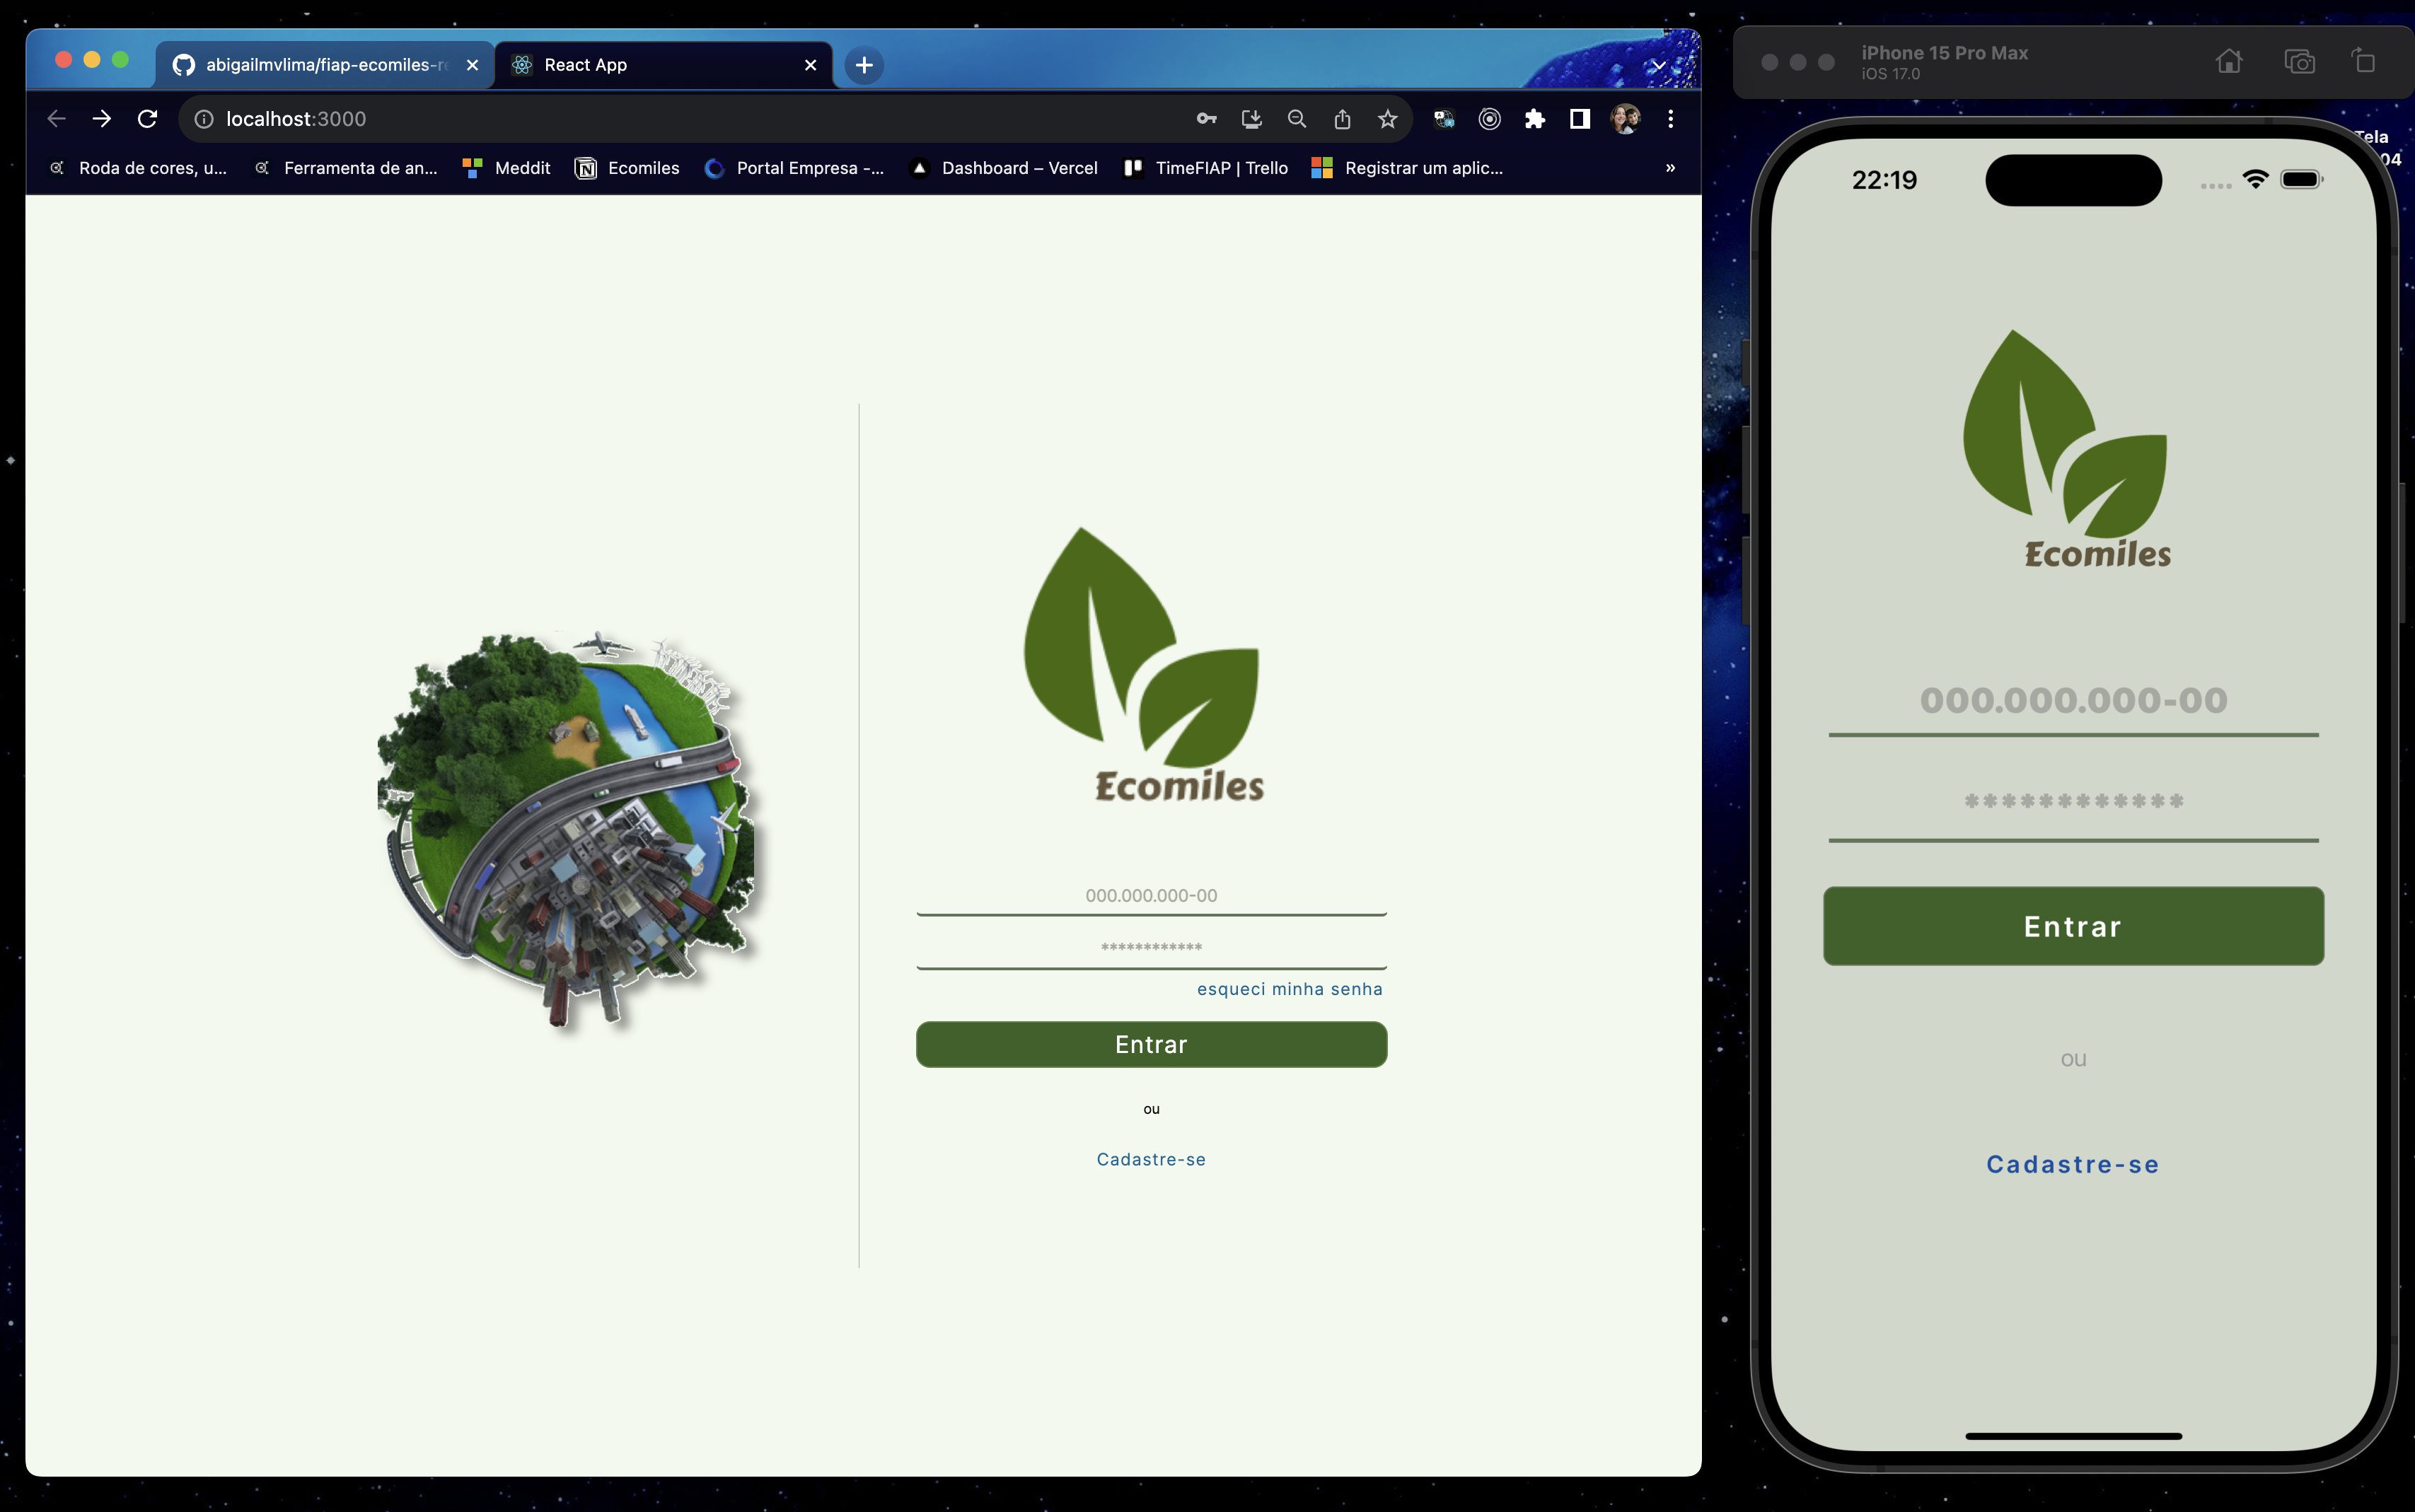 abigailmvlima/fiap-ecomiles-re
React App
localhost:3000
Roda de cores, u...
Ferramenta de an...
Meddit
Ecomiles
Portal Empresa -...
Dashboard – Vercel
TimeFIAP | Trello
Registrar um aplic...
»
Ecomiles
000.000.000-00
************
esqueci minha senha
Entrar
ou
Cadastre-se
iPhone 15 Pro Max
iOS 17.0
22:19
Ecomiles
000.000.000-00
************
Entrar
ou
Cadastre-se